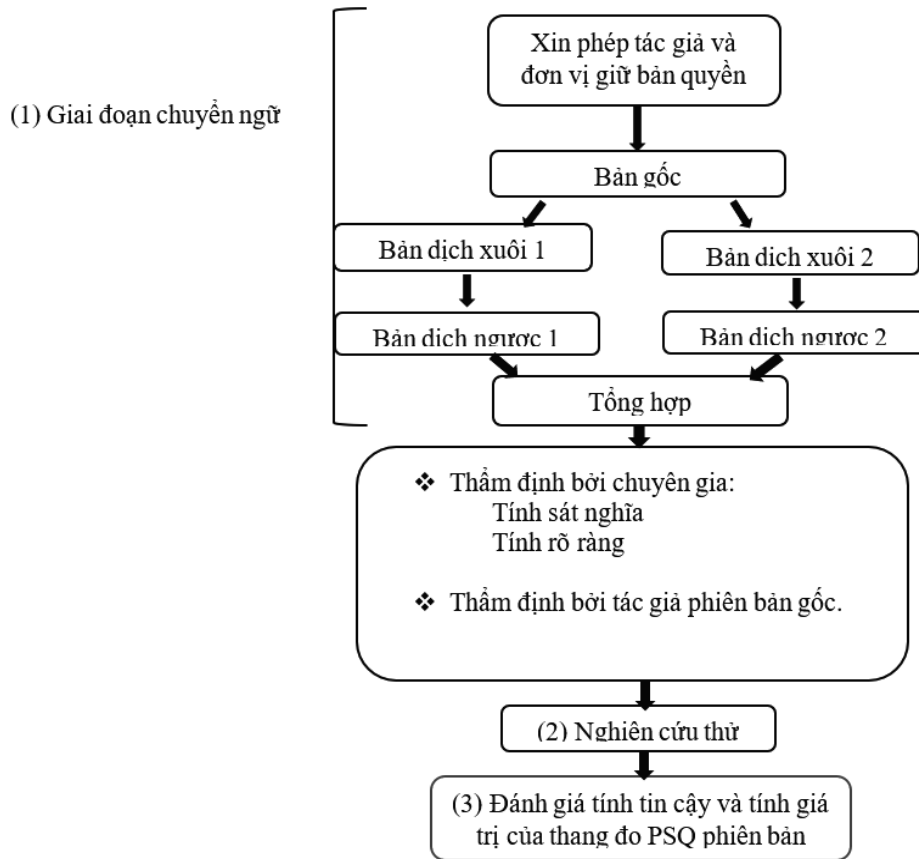 Xin phép tác giả và
đơn vị giữ bản quyền
(1) Giai đoạn chuyển ngữ
Bản gốc
Bản dịch xuôi 1
Bản dich xuôi 2
Bản dich ngược 1
Bản dich ngược 2
Tổng hợp
❖ Thẩm định bởi chuyên gia:
Tính sát nghĩa
Tính rõ ràng
❖ Thẩm định bởi tác giả phiên bản gốc.
(2) Nghiên cứu thử
(3) Đánh giá tính tin cậy và tính giá
trị của thang đo PSQ phiên bản